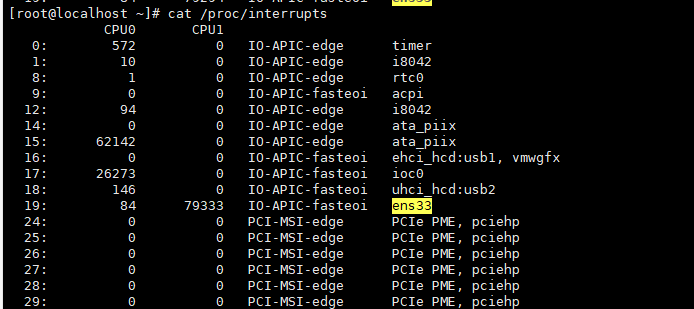 [root@localhost ~]# cat /proc/interrupts
CPU0 CPU1
0: 572 0 IO-APIC-edge timer
1: 10 0 IO-APIC-edge i8042
8: 1 0 IO-APIC-edge rtc0
9: 0 0 IO-APIC-fasteoi acpi
12: 94 0 IO-APIC-edge i8042
14: 0 0 IO-APIC-edge ata_piix
15: 62142 0 IO-APIC-edge ata_piix
16: 0 0 IO-APIC-fasteoi ehci_hcd:usb1, vmwgfx
17: 26273 0 IO-APIC-fasteoi ioc0
18: 146 0 IO-APIC-fasteoi uhci_hcd:usb2
19: 84 79333 IO-APIC-fasteoi ens33
24: 0 0 PCI-MSI-edge PCIe PME, pciehp
25: 0 0 PCI-MSI-edge PCIe PME, pciehp
26: 0 0 PCI-MSI-edge PCIe PME, pciehp
27: 0 0 PCI-MSI-edge PCIe PME, pciehp
28: 0 0 PCI-MSI-edge PCIe PME, pciehp
29: 0 0 PCI-MSI-edge PCIe PME, pciehp